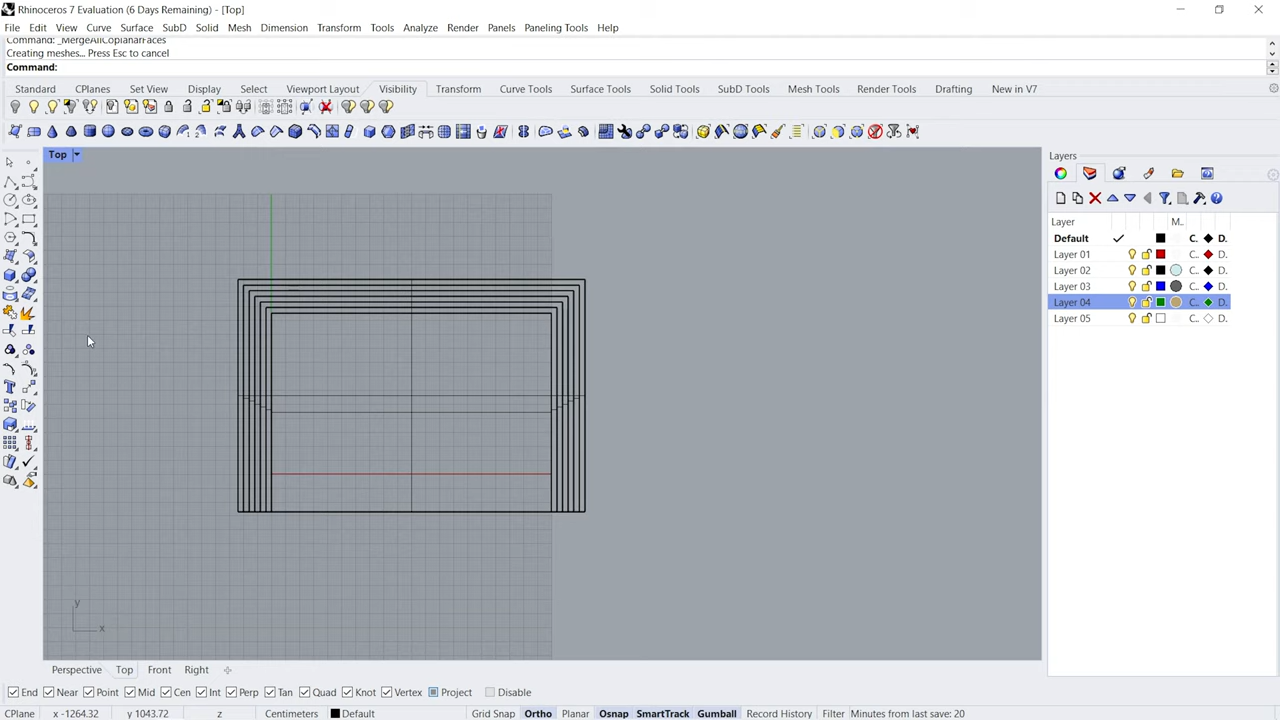 Rhinoceros 7 Evaluation (6 Days Remaining) - [Top]
File Edit View Curve Surface SubD Solid Mesh Dimension Transform Tools Analyze Render Panels Paneling Tools Help
Command: _MergeAllCoplanarFaces
Creating meshes... Press Esc to cancel
Command:
Standard CPlanes Set View Display Select Viewport Layout Visibility Transform Curve Tools Surface Tools Solid Tools SubD Tools Mesh Tools Render Tools Drafting New in V7
Top
Layers
Layer M..
Default C. D.
Layer 01 C.. D..
Layer 02 C.. D..
Layer 03 C.. D..
Layer 04 C.. D..
Layer 05 C.. D..
y
x
Perspective Top Front Right
End Near Point Mid Cen Int Perp Tan Quad Knot Vertex Project Disable
CPlane x -1264.32 y 1043.72 z Centimeters Default Grid Snap Ortho Planar Osnap SmartTrack Gumball Record History Filter Minutes from last save: 20